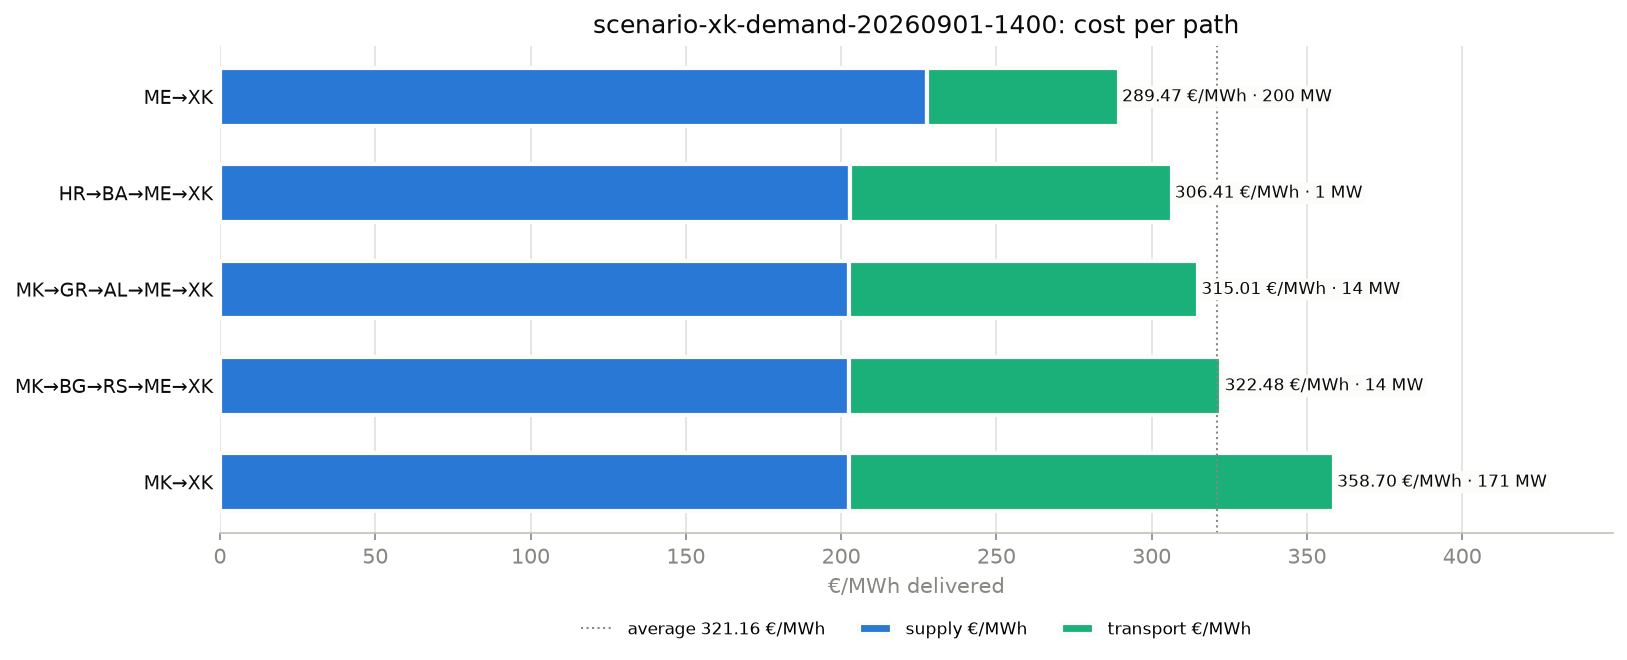 scenario-xk-demand-20260901-1400: cost per path
ME→XK
289.47 €/MWh · 200 MW
HR→BA→ME→XK
306.41 €/MWh · 1 MW
MK→GR→AL→ME→XK
315.01 €/MWh · 14 MW
MK→BG→RS→ME→XK
322.48 €/MWh · 14 MW
MK→XK
358.70 €/MWh · 171 MW
0 50 100 150 200 250 300 350 400
€/MWh delivered
average 321.16 €/MWh supply €/MWh transport €/MWh